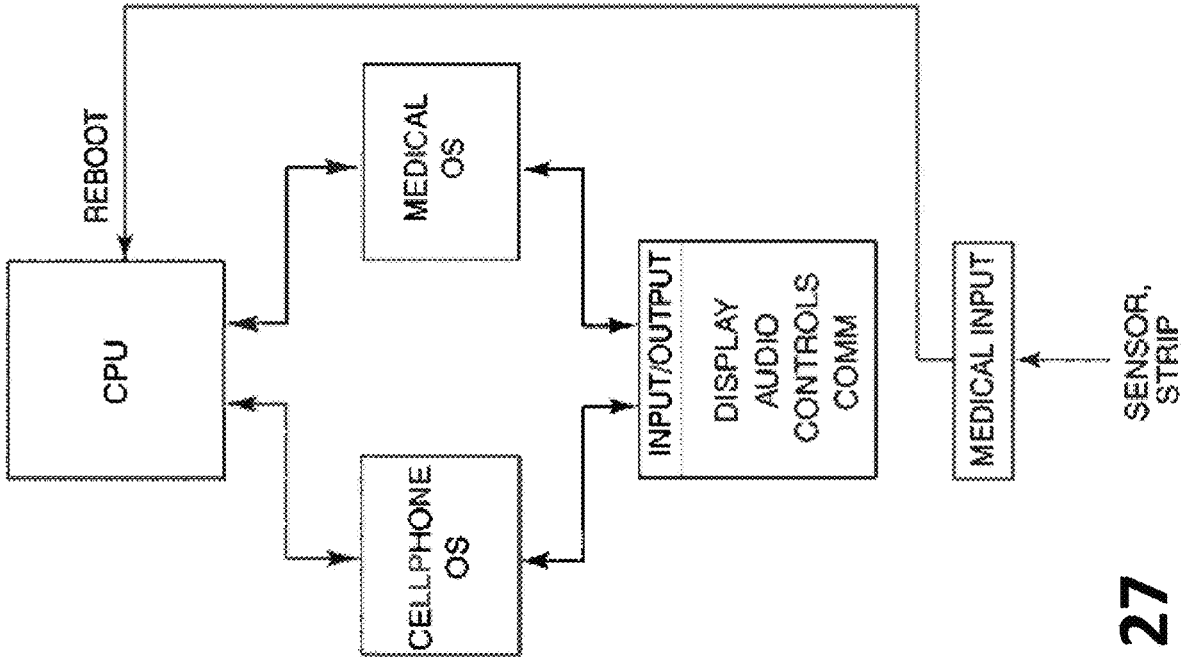 CPU
REBOOT
CELLPHONE
OS
MEDICAL
OS
INPUT/OUTPUT
DISPLAY
AUDIO
CONTROLS
COMM
MEDICAL INPUT
SENSOR,
STRIP
27